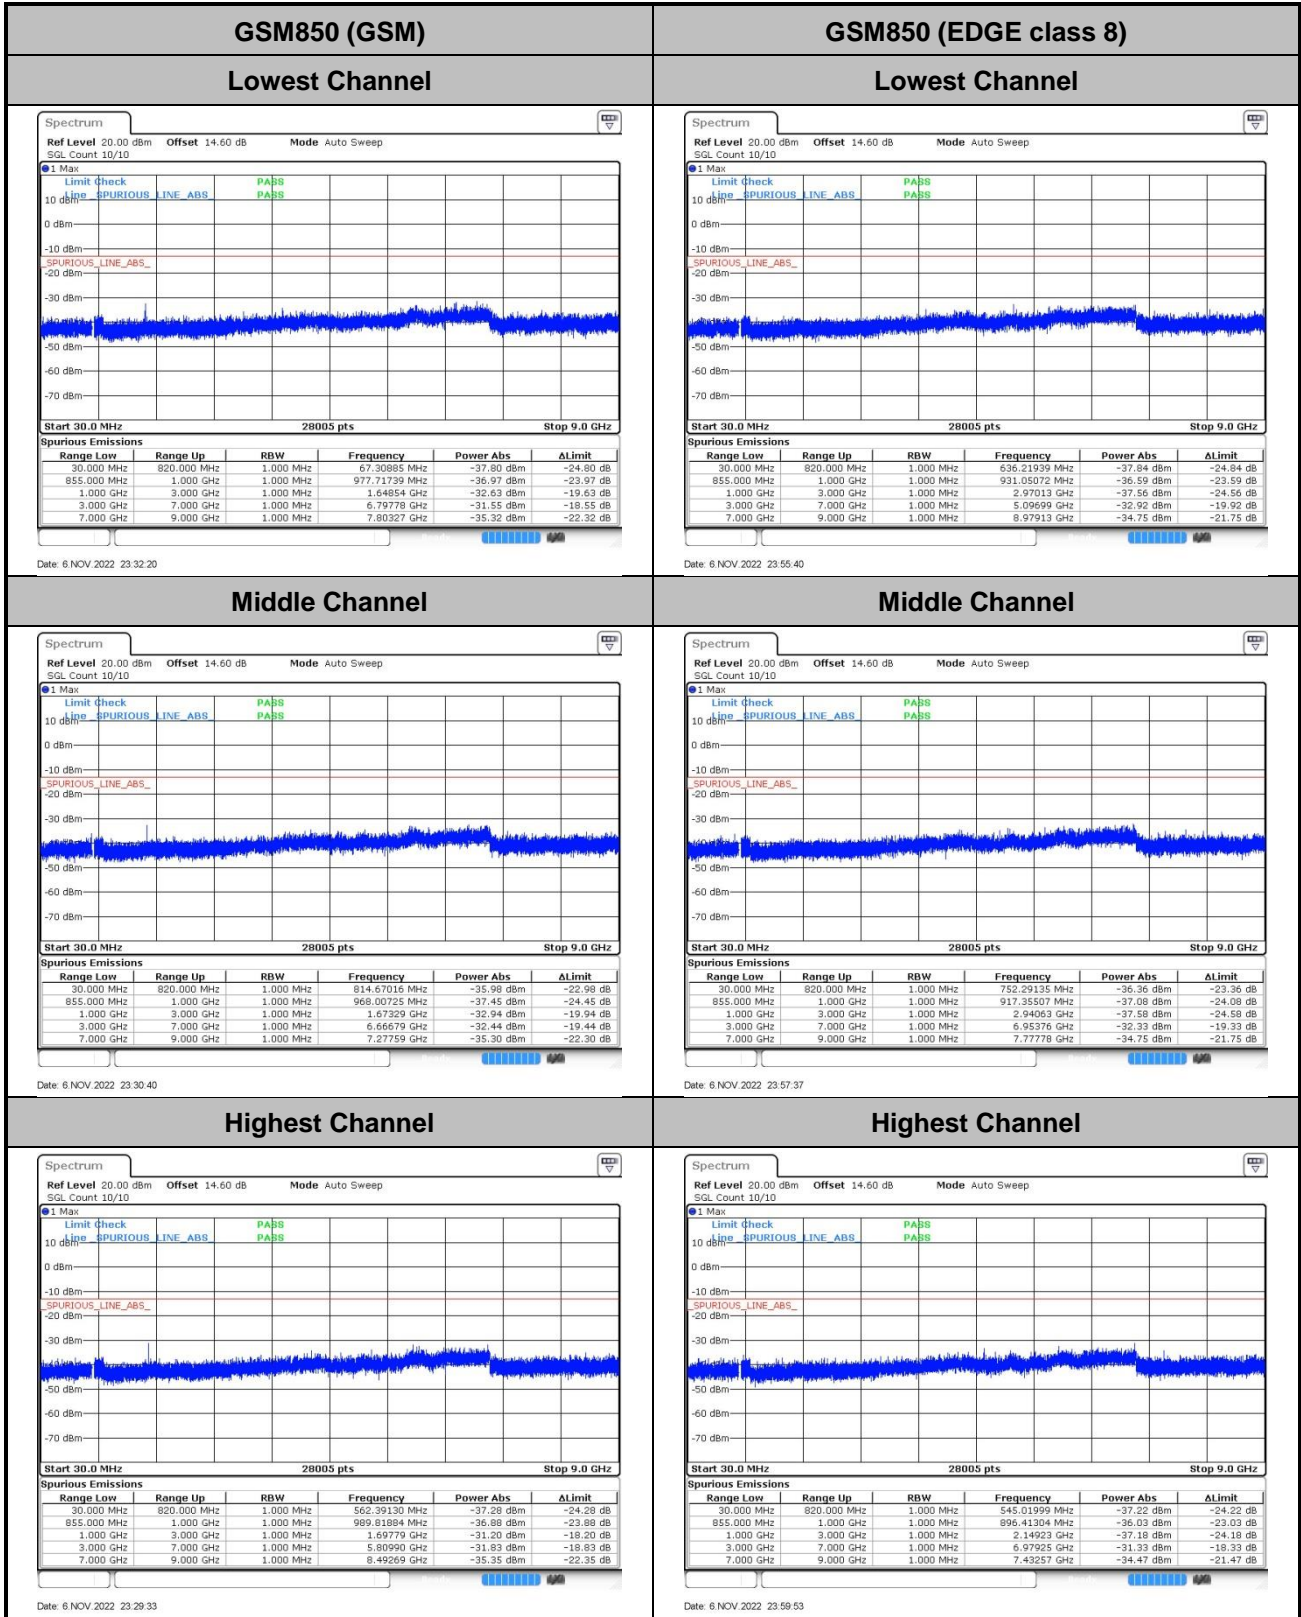 GSM850 (GSM)
GSM850 (EDGE class 8)
Lowest Channel
Lowest Channel
Spectrum
Ref Level 20.00 dBm Offset 14.60 dB Mode Auto Sweep
SGL Count 10/10
1 Max
Limit Check PASS
Line _SPURIOUS_LINE_ABS_ PASS
10 dBm
0 dBm
-10 dBm
_SPURIOUS_LINE_ABS_
-20 dBm
-30 dBm
-50 dBm
-60 dBm
-70 dBm
Start 30.0 MHz 28005 pts Stop 9.0 GHz
Spurious Emissions
Range Low Range Up RBW Frequency Power Abs ΔLimit
30.000 MHz 820.000 MHz 1.000 MHz 67.30885 MHz -37.80 dBm -24.80 dB
855.000 MHz 1.000 GHz 1.000 MHz 977.71739 MHz -36.97 dBm -23.97 dB
1.000 GHz 3.000 GHz 1.000 MHz 1.64854 GHz -32.63 dBm -19.63 dB
3.000 GHz 7.000 GHz 1.000 MHz 6.79778 GHz -31.55 dBm -18.55 dB
7.000 GHz 9.000 GHz 1.000 MHz 7.80327 GHz -35.32 dBm -22.32 dB
Date: 6.NOV.2022 23:32:20
Spectrum
Ref Level 20.00 dBm Offset 14.60 dB Mode Auto Sweep
SGL Count 10/10
1 Max
Limit Check PASS
Line _SPURIOUS_LINE_ABS_ PASS
10 dBm
0 dBm
-10 dBm
_SPURIOUS_LINE_ABS_
-20 dBm
-30 dBm
-50 dBm
-60 dBm
-70 dBm
Start 30.0 MHz 28005 pts Stop 9.0 GHz
Spurious Emissions
Range Low Range Up RBW Frequency Power Abs ΔLimit
30.000 MHz 820.000 MHz 1.000 MHz 636.21939 MHz -37.84 dBm -24.84 dB
855.000 MHz 1.000 GHz 1.000 MHz 931.05072 MHz -36.59 dBm -23.59 dB
1.000 GHz 3.000 GHz 1.000 MHz 2.97013 GHz -37.56 dBm -24.56 dB
3.000 GHz 7.000 GHz 1.000 MHz 5.09699 GHz -32.92 dBm -19.92 dB
7.000 GHz 9.000 GHz 1.000 MHz 8.97913 GHz -34.75 dBm -21.75 dB
Date: 6.NOV.2022 23:55:40
Middle Channel
Middle Channel
Spectrum
Ref Level 20.00 dBm Offset 14.60 dB Mode Auto Sweep
SGL Count 10/10
1 Max
Limit Check PASS
Line _SPURIOUS_LINE_ABS_ PASS
10 dBm
0 dBm
-10 dBm
_SPURIOUS_LINE_ABS_
-20 dBm
-30 dBm
-50 dBm
-60 dBm
-70 dBm
Start 30.0 MHz 28005 pts Stop 9.0 GHz
Spurious Emissions
Range Low Range Up RBW Frequency Power Abs ΔLimit
30.000 MHz 820.000 MHz 1.000 MHz 814.67016 MHz -35.98 dBm -22.98 dB
855.000 MHz 1.000 GHz 1.000 MHz 968.00725 MHz -37.45 dBm -24.45 dB
1.000 GHz 3.000 GHz 1.000 MHz 1.67329 GHz -32.94 dBm -19.94 dB
3.000 GHz 7.000 GHz 1.000 MHz 6.66679 GHz -32.44 dBm -19.44 dB
7.000 GHz 9.000 GHz 1.000 MHz 7.27759 GHz -35.30 dBm -22.30 dB
Date: 6.NOV.2022 23:30:40
Spectrum
Ref Level 20.00 dBm Offset 14.60 dB Mode Auto Sweep
SGL Count 10/10
1 Max
Limit Check PASS
Line _SPURIOUS_LINE_ABS_ PASS
10 dBm
0 dBm
-10 dBm
_SPURIOUS_LINE_ABS_
-20 dBm
-30 dBm
-50 dBm
-60 dBm
-70 dBm
Start 30.0 MHz 28005 pts Stop 9.0 GHz
Spurious Emissions
Range Low Range Up RBW Frequency Power Abs ΔLimit
30.000 MHz 820.000 MHz 1.000 MHz 752.29135 MHz -36.36 dBm -23.36 dB
855.000 MHz 1.000 GHz 1.000 MHz 917.35507 MHz -37.08 dBm -24.08 dB
1.000 GHz 3.000 GHz 1.000 MHz 2.94063 GHz -37.58 dBm -24.58 dB
3.000 GHz 7.000 GHz 1.000 MHz 6.95376 GHz -32.33 dBm -19.33 dB
7.000 GHz 9.000 GHz 1.000 MHz 7.77778 GHz -34.75 dBm -21.75 dB
Date: 6.NOV.2022 23:57:37
Highest Channel
Highest Channel
Spectrum
Ref Level 20.00 dBm Offset 14.60 dB Mode Auto Sweep
SGL Count 10/10
1 Max
Limit Check PASS
Line _SPURIOUS_LINE_ABS_ PASS
10 dBm
0 dBm
-10 dBm
_SPURIOUS_LINE_ABS_
-20 dBm
-30 dBm
-50 dBm
-60 dBm
-70 dBm
Start 30.0 MHz 28005 pts Stop 9.0 GHz
Spurious Emissions
Range Low Range Up RBW Frequency Power Abs ΔLimit
30.000 MHz 820.000 MHz 1.000 MHz 562.39130 MHz -37.28 dBm -24.28 dB
855.000 MHz 1.000 GHz 1.000 MHz 989.81884 MHz -36.88 dBm -23.88 dB
1.000 GHz 3.000 GHz 1.000 MHz 1.69779 GHz -31.20 dBm -18.20 dB
3.000 GHz 7.000 GHz 1.000 MHz 5.80990 GHz -31.83 dBm -18.83 dB
7.000 GHz 9.000 GHz 1.000 MHz 8.49269 GHz -35.35 dBm -22.35 dB
Date: 6.NOV.2022 23:29:33
Spectrum
Ref Level 20.00 dBm Offset 14.60 dB Mode Auto Sweep
SGL Count 10/10
1 Max
Limit Check PASS
Line _SPURIOUS_LINE_ABS_ PASS
10 dBm
0 dBm
-10 dBm
_SPURIOUS_LINE_ABS_
-20 dBm
-30 dBm
-50 dBm
-60 dBm
-70 dBm
Start 30.0 MHz 28005 pts Stop 9.0 GHz
Spurious Emissions
Range Low Range Up RBW Frequency Power Abs ΔLimit
30.000 MHz 820.000 MHz 1.000 MHz 545.01999 MHz -37.22 dBm -24.22 dB
855.000 MHz 1.000 GHz 1.000 MHz 896.41304 MHz -36.03 dBm -23.03 dB
1.000 GHz 3.000 GHz 1.000 MHz 2.14923 GHz -37.18 dBm -24.18 dB
3.000 GHz 7.000 GHz 1.000 MHz 6.97925 GHz -31.33 dBm -18.33 dB
7.000 GHz 9.000 GHz 1.000 MHz 7.43257 GHz -34.47 dBm -21.47 dB
Date: 6.NOV.2022 23:59:53